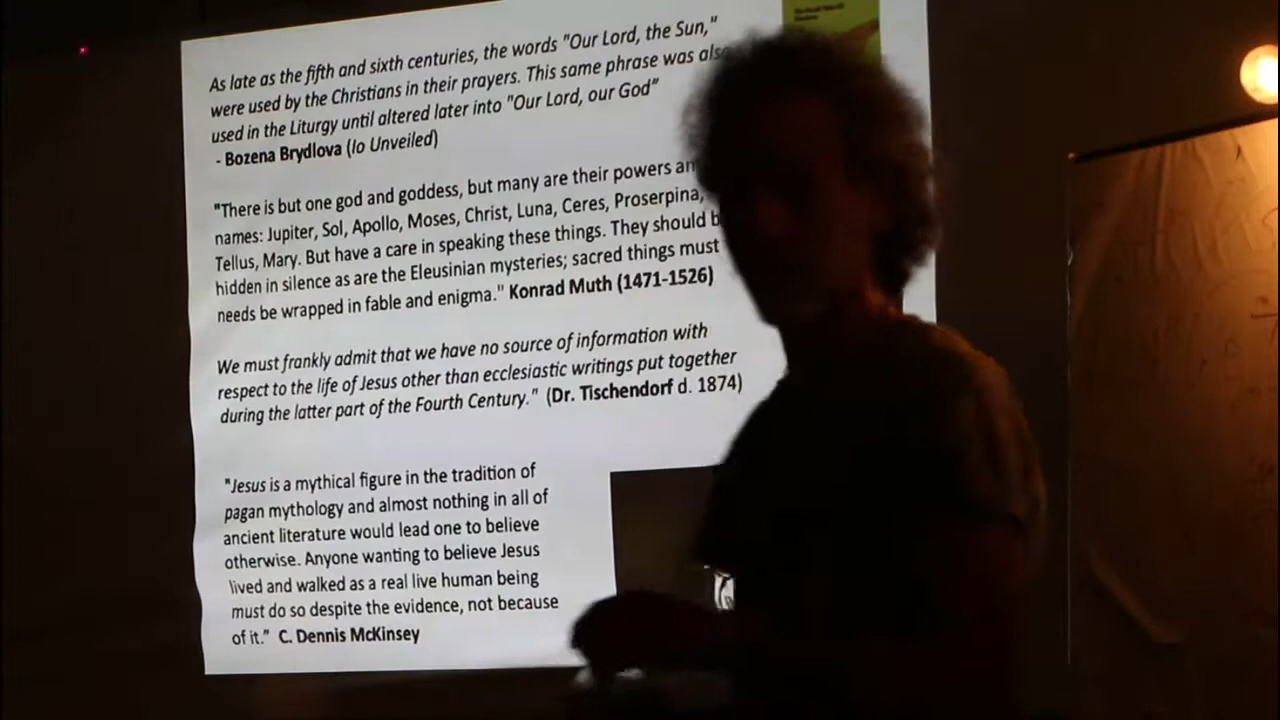 As late as the fifth and sixth centuries, the words "Our Lord, the Sun,"
were used by the Christians in their prayers. This same phrase was also
used in the Liturgy until altered later into "Our Lord, our God"
- Bozena Brydlova (Io Unveiled)
"There is but one god and goddess, but many are their powers
names: Jupiter, Sol, Apollo, Moses, Christ, Luna, Ceres, Proserpina,
Tellus, Mary. But have a care in speaking these things. They should
hidden in silence as are the Eleusinian mysteries; sacred things must
needs be wrapped in fable and enigma." Konrad Muth (1471-1526)
We must frankly admit that we have no source of information with
respect to the life of Jesus other than ecclesiastic writings put together
during the latter part of the Fourth Century." (Dr. Tischendorf d. 1874)
"Jesus is a mythical figure in the tradition of
pagan mythology and almost nothing in all of
ancient literature would lead one to believe
otherwise. Anyone wanting to believe Jesus
lived and walked as a real live human being
must do so despite the evidence, not because
of it." C. Dennis McKinsey